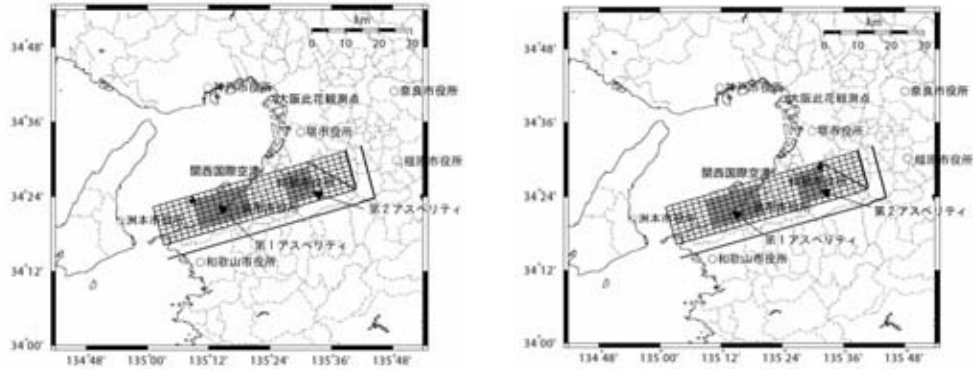 km
0 10 20 30
34°48'
34°36'
34°24'
34°12'
34°00'
134°48'
135°00'
135°12'
135°24'
135°36'
135°48'
神戸市役所
大阪此花観測点
奈良市役所
堺市役所
橿原市役所
関西国際空港
洲本市役所
第2アスペリティ
第1アスペリティ
和歌山市役所
km
0 10 20 30
34°48'
34°36'
34°24'
34°12'
34°00'
134°48'
135°00'
135°12'
135°24'
135°36'
135°48'
神戸市役所
大阪此花観測点
奈良市役所
堺市役所
橿原市役所
関西国際空港
洲本市役所
第2アスペリティ
第1アスペリティ
和歌山市役所